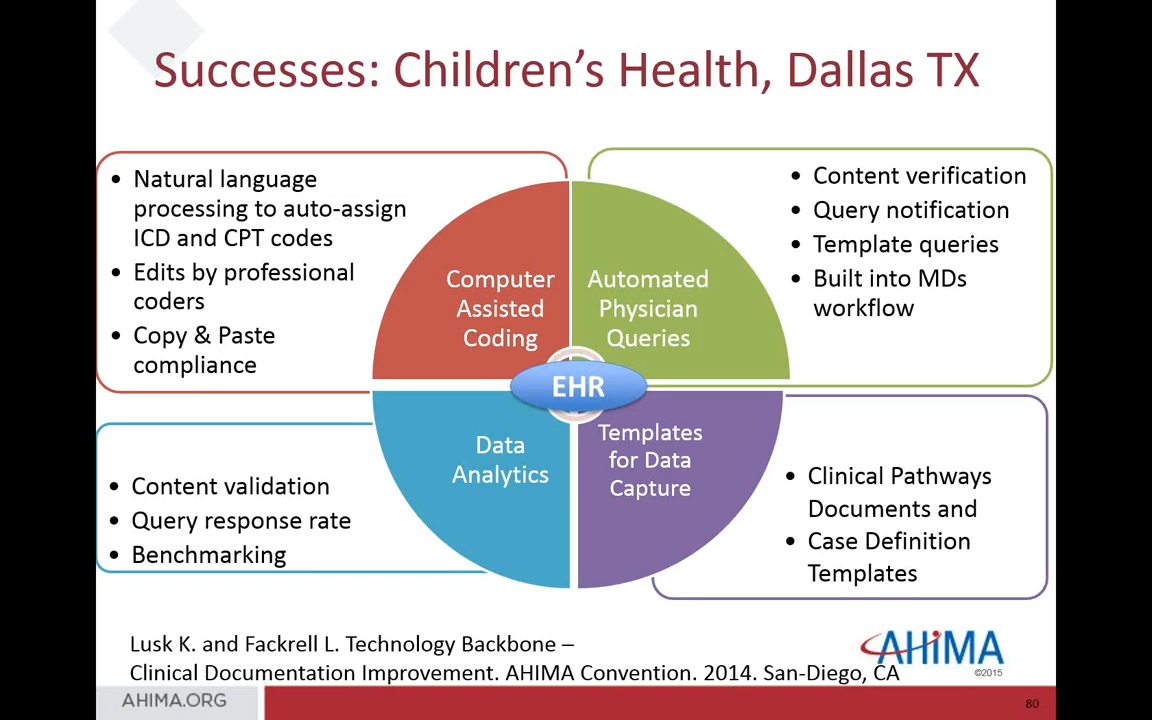 Successes: Children's Health, Dallas TX
• Natural language
processing to auto-assign
ICD and CPT codes
• Edits by professional
coders
• Copy & Paste
compliance
Computer
Assisted
Coding
Automated
Physician
Queries
• Content verification
• Query notification
• Template queries
• Built into MDs
workflow
EHR
• Content validation
• Query response rate
• Benchmarking
Data
Analytics
Templates
for Data
Capture
• Clinical Pathways
Documents and
• Case Definition
Templates
Lusk K. and Fackrell L. Technology Backbone –
Clinical Documentation Improvement. AHIMA Convention. 2014. San-Diego, CA
AHIMA
©2015
AHIMA.ORG
80